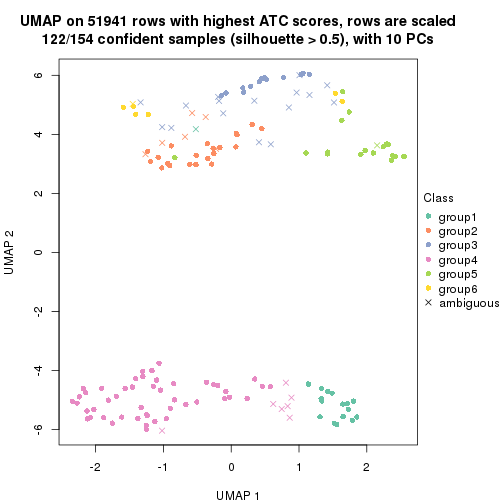 UMAP on 51941 rows with highest ATC scores, rows are scaled
122/154 confident samples (silhouette > 0.5), with 10 PCs
6
4
2
0
-2
-4
-6
UMAP 2
-2
-1
0
1
2
UMAP 1
Class
group1
group2
group3
group4
group5
group6
ambiguous